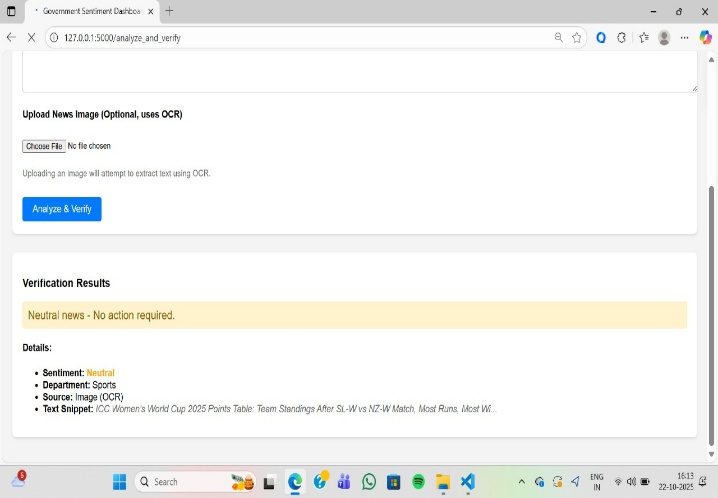 Government Sentiment Dashboa
127.0.0.1:5000/analyze_and_verify
Upload News Image (Optional, uses OCR)
Choose File No file chosen
Uploading an image will attempt to extract text using OCR.
Analyze & Verify
Verification Results
Neutral news - No action required.
Details:
Sentiment: Neutral
Department: Sports
Source: Image (OCR)
Text Snippet: ICC Women's World Cup 2025 Points Table: Team Standings After SL-W vs NZ-W Match, Most Runs, Most Wi...
5
Search
ENG
IN
16:13
22-10-2025